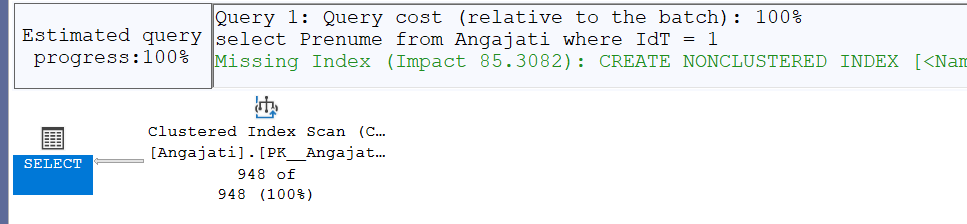 Estimated query
progress:100%
Query 1: Query cost (relative to the batch): 100%
select Prenume from Angajati where IdT = 1
Missing Index (Impact 85.3082): CREATE NONCLUSTERED INDEX [<Nam
SELECT
Clustered Index Scan (C…
[Angajati].[PK__Angajat…
948 of
948 (100%)